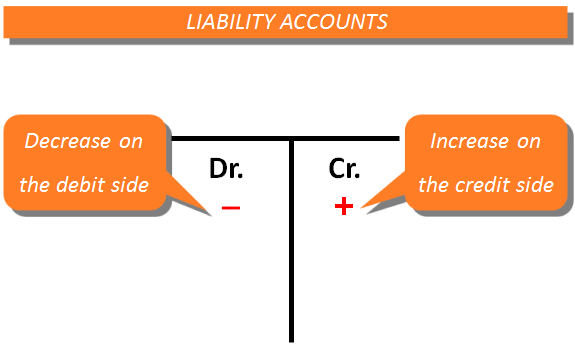 LIABILITY ACCOUNTS
Decrease on
the debit side
Dr.
−
Cr.
+
Increase on
the credit side